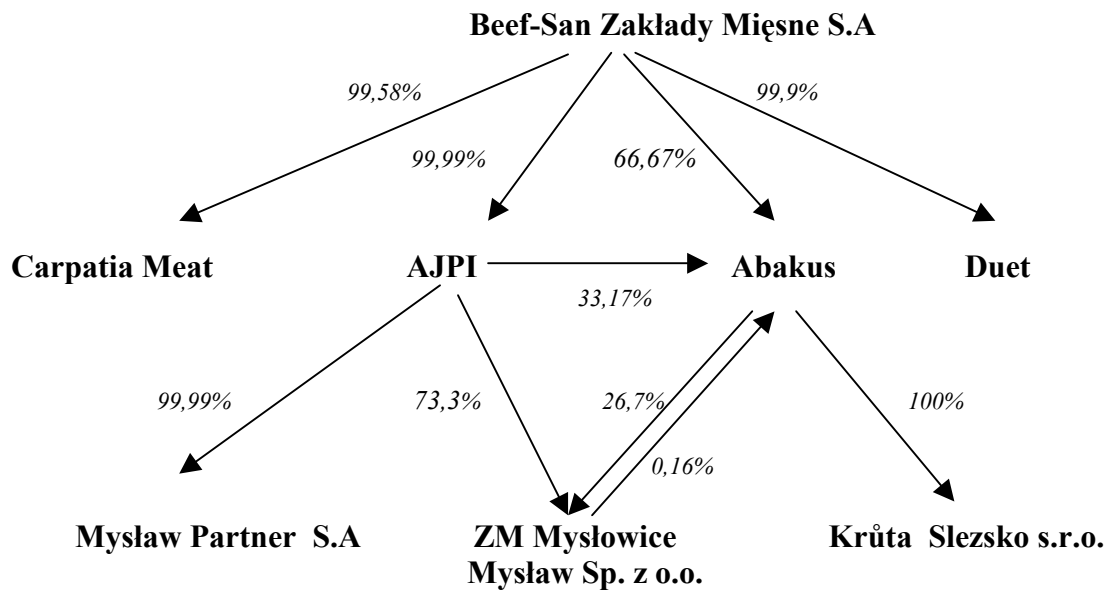 Beef-San Zakłady Mięsne S.A
99,58%
99,9%
99,99%
66,67%
Carpatia Meat
AJPI
Abakus
Duet
33,17%
99,99%
73,3%
26,7%
100%
0,16%
Mysław Partner S.A
ZM Mysłowice
Mysław Sp. z o.o.
Krůta Slezsko s.r.o.